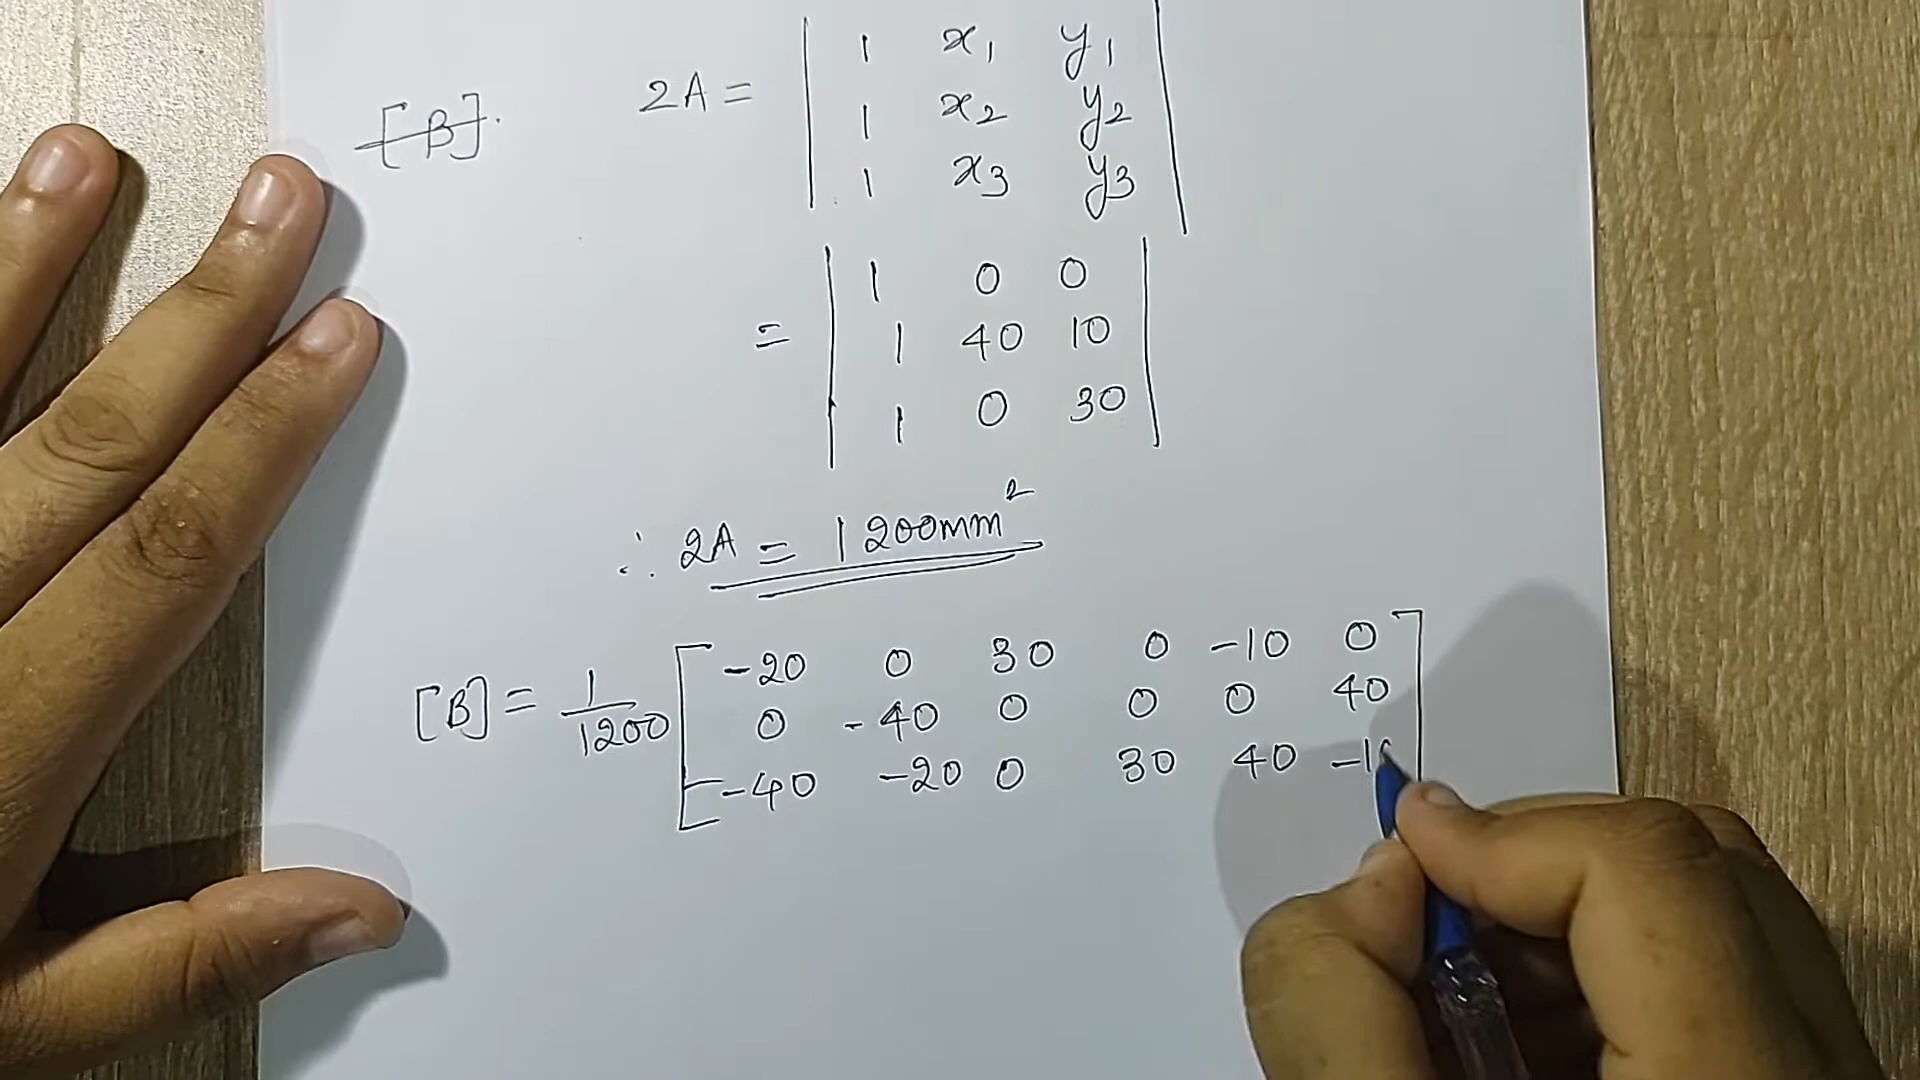 1 x1 y1
[B]. 2A = 1 x2 y2
1 x3 y3
1 0 0
= 1 40 10
1 0 30
∴ 2A = 1200mm²
-20 0 30 0 -10 0
[B] = 1/1200 0 -40 0 0 0 40
-40 -20 0 30 40 -1